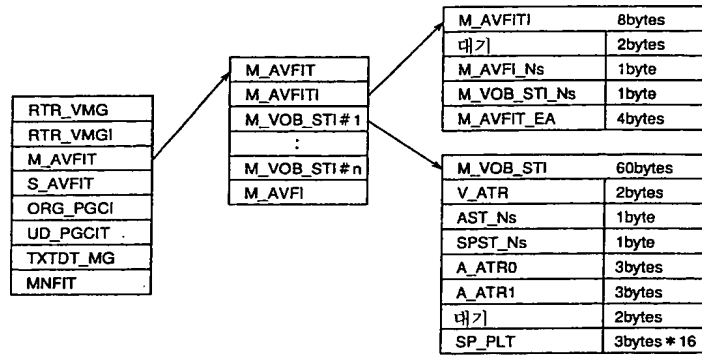 RTR_VMG
RTR_VMGI
M_AVFIT
S_AVFIT
ORG_PGCI
UD_PGCIT
TXTDT_MG
MNFIT
M_AVFIT
M_AVFITI
M_VOB_STI#1
:
M_VOB_STI#n
M_AVFI
M_AVFITI 8bytes
대기 2bytes
M_AVFI_Ns 1byte
M_VOB_STI_Ns 1byte
M_AVFIT_EA 4bytes
M_VOB_STI 60bytes
V_ATR 2bytes
AST_Ns 1byte
SPST_Ns 1byte
A_ATR0 3bytes
A_ATR1 3bytes
대기 2bytes
SP_PLT 3bytes*16